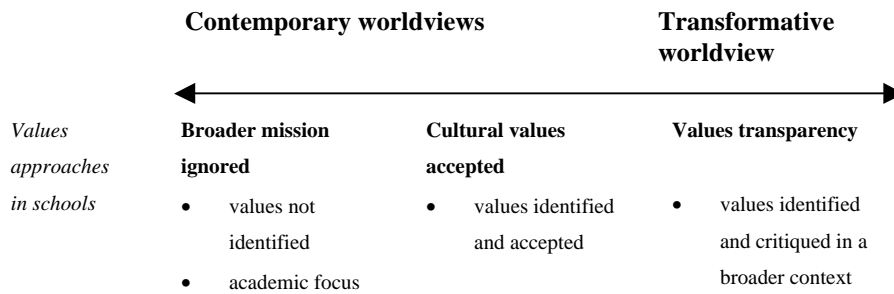 Contemporary worldviews
Transformative
worldview
Values
approaches
in schools
Broader mission
ignored
• values not
identified
• academic focus
Cultural values
accepted
• values identified
and accepted
Values transparency
• values identified
and critiqued in a
broader context